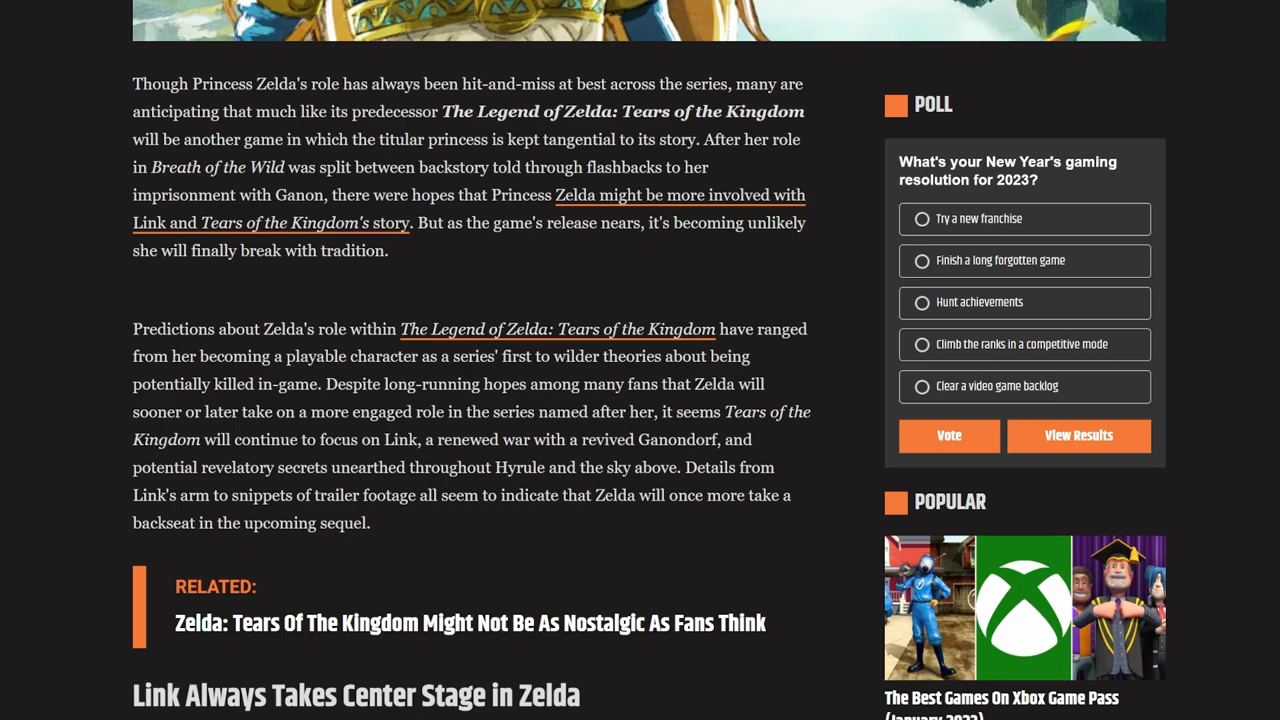 Though Princess Zelda's role has always been hit-and-miss at best across the series, many are
anticipating that much like its predecessor The Legend of Zelda: Tears of the Kingdom
will be another game in which the titular princess is kept tangential to its story. After her role
in Breath of the Wild was split between backstory told through flashbacks to her
imprisonment with Ganon, there were hopes that Princess Zelda might be more involved with
Link and Tears of the Kingdom's story. But as the game's release nears, it's becoming unlikely
she will finally break with tradition.
Predictions about Zelda's role within The Legend of Zelda: Tears of the Kingdom have ranged
from her becoming a playable character as a series' first to wilder theories about being
potentially killed in-game. Despite long-running hopes among many fans that Zelda will
sooner or later take on a more engaged role in the series named after her, it seems Tears of the
Kingdom will continue to focus on Link, a renewed war with a revived Ganondorf, and
potential revelatory secrets unearthed throughout Hyrule and the sky above. Details from
Link's arm to snippets of trailer footage all seem to indicate that Zelda will once more take a
backseat in the upcoming sequel.
RELATED:
Zelda: Tears Of The Kingdom Might Not Be As Nostalgic As Fans Think
Link Always Takes Center Stage in Zelda
POLL
What's your New Year's gaming
resolution for 2023?
Try a new franchise
Finish a long forgotten game
Hunt achievements
Climb the ranks in a competitive mode
Clear a video game backlog
Vote
View Results
POPULAR
The Best Games On Xbox Game Pass
(January 2023)